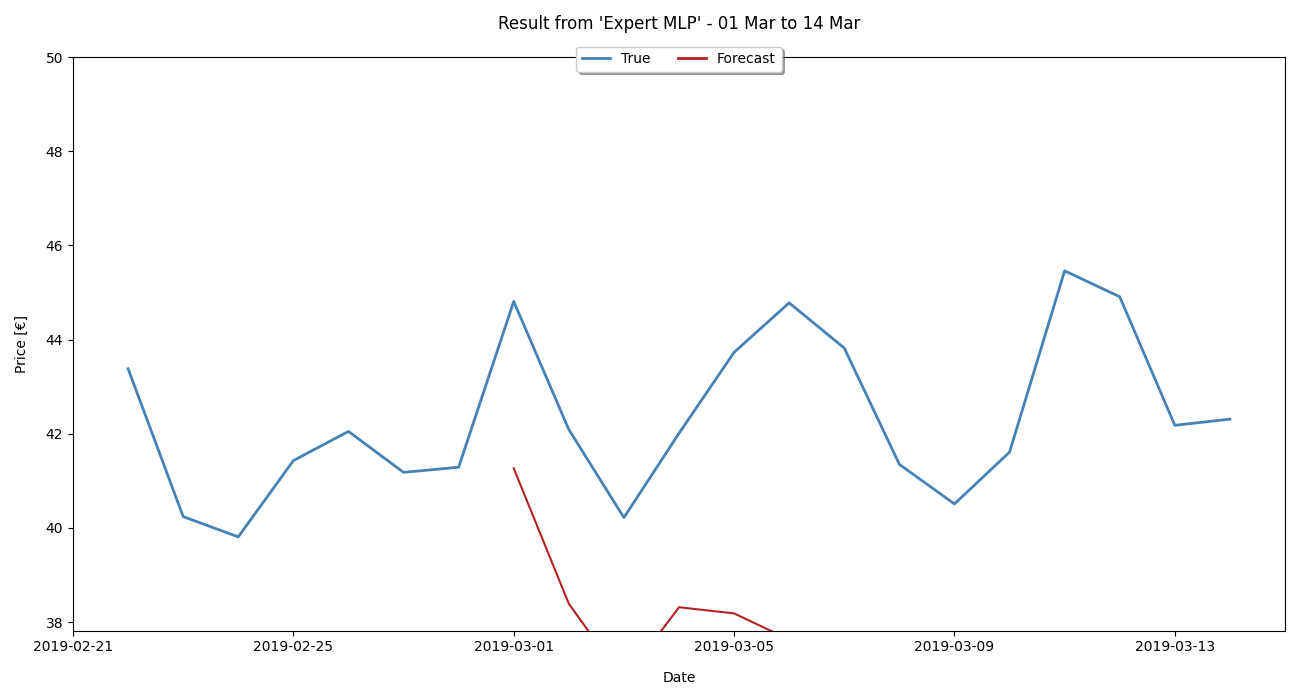 Result from 'Expert MLP' - 01 Mar to 14 Mar
True Forecast
50
48
46
44
42
40
38
Price [€]
2019-02-21 2019-02-25 2019-03-01 2019-03-05 2019-03-09 2019-03-13
Date